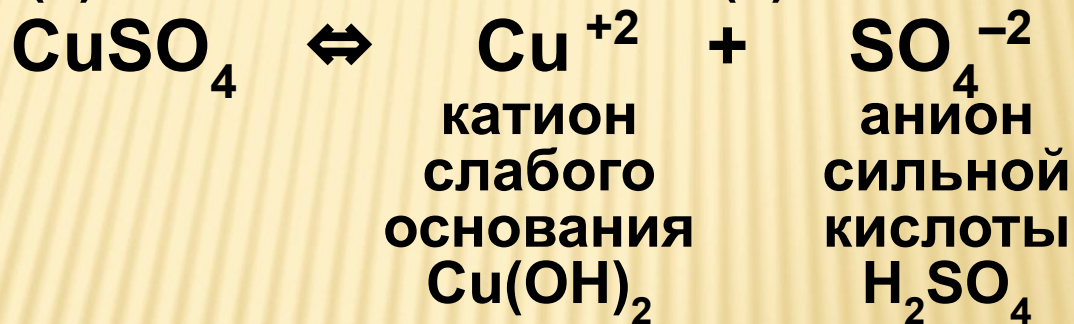 CuSO₄ ⇔ Cu⁺² + SO₄⁻²
катион анион
слабого сильной
основания кислоты
Cu(OH)₂ H₂SO₄